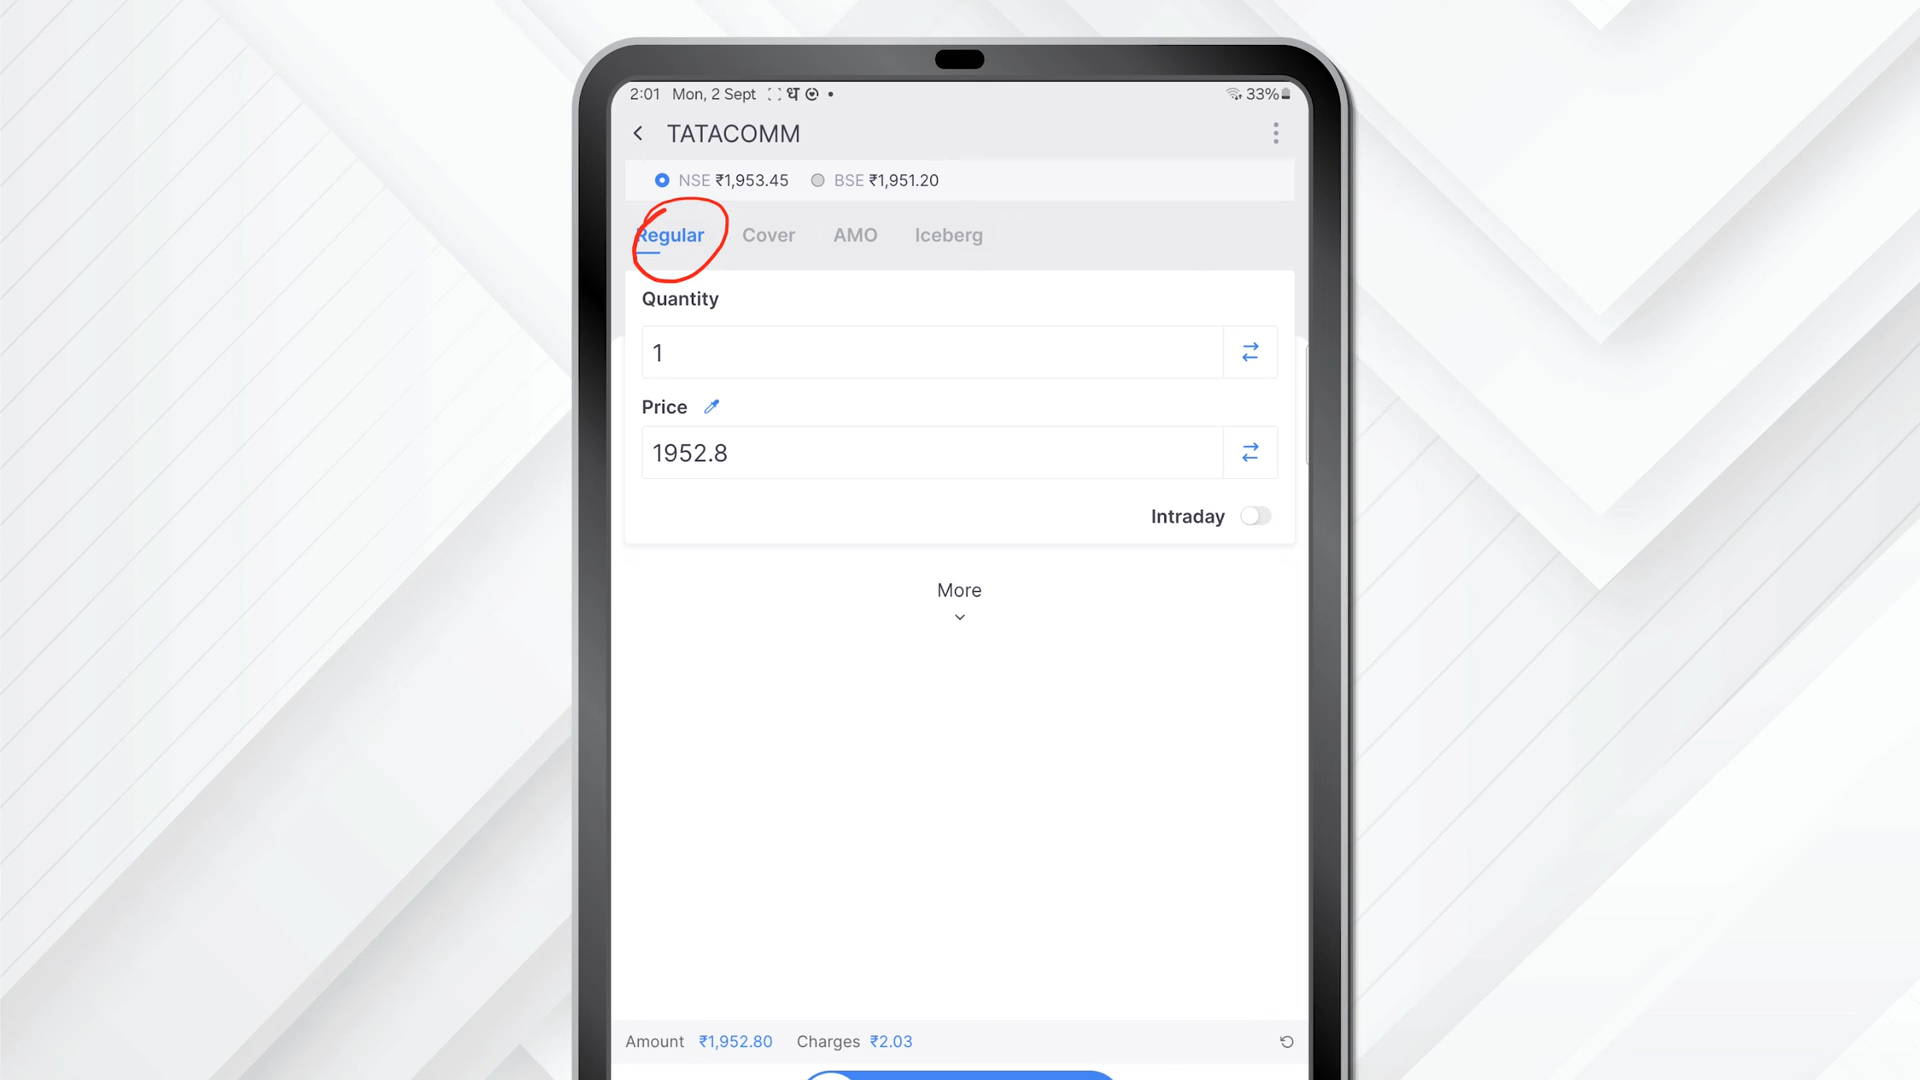 2:01 Mon, 2 Sept ध 33%
TATACOMM
NSE ₹1,953.45 BSE ₹1,951.20
Regular Cover AMO Iceberg
Quantity
1
Price
1952.8
Intraday
More
Amount ₹1,952.80 Charges ₹2.03